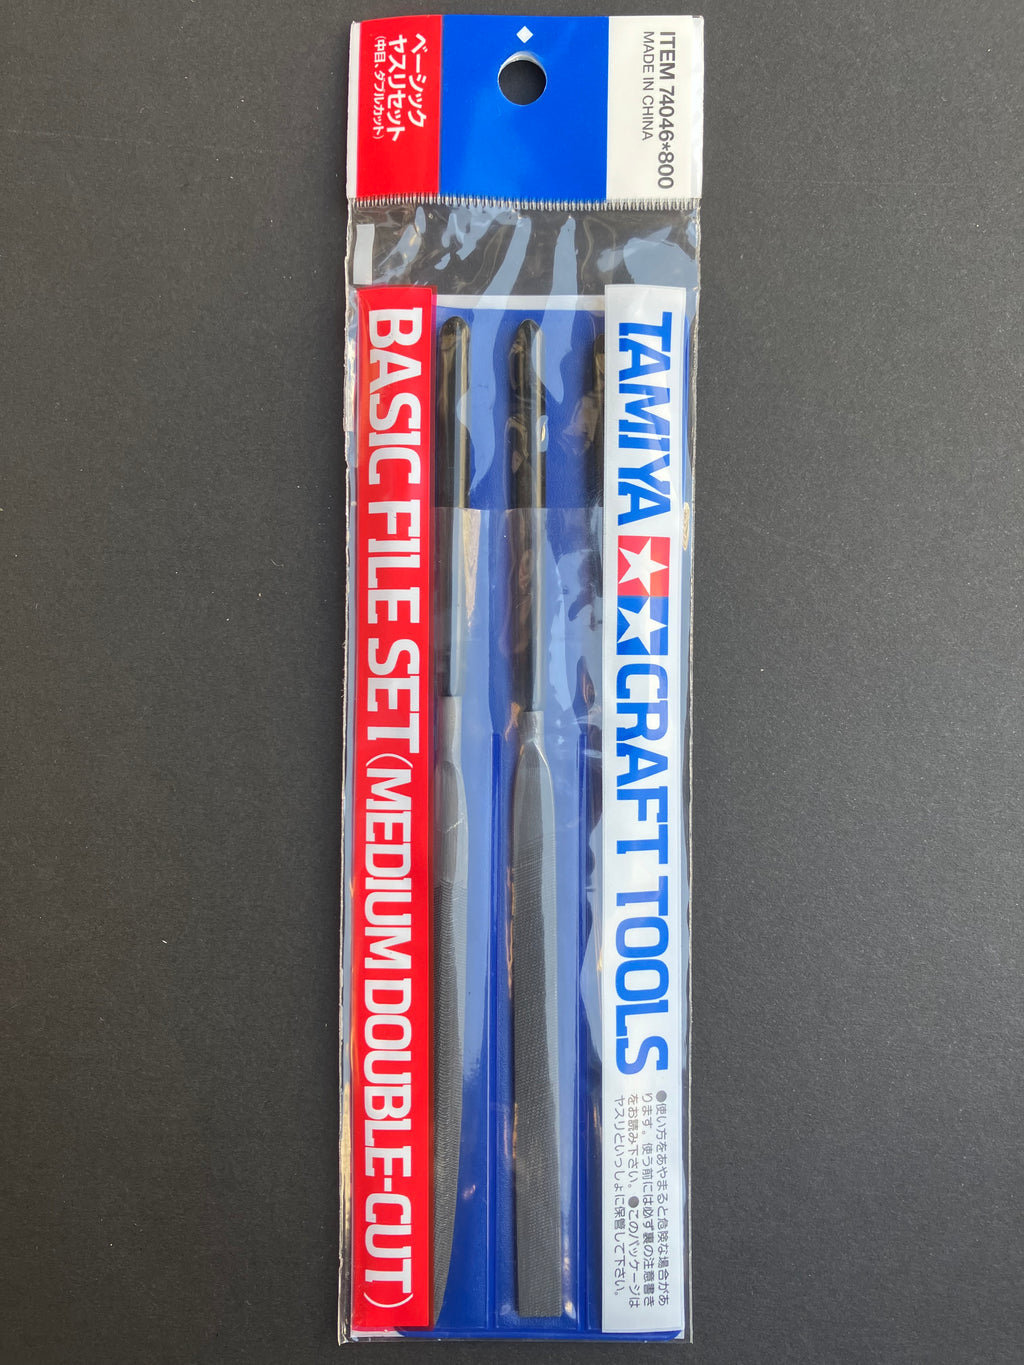 ITEM 74046*800
MADE IN CHINA
ベーシック
ヤスリセット
(中目、ダブルカット)
TAMIYA CRAFT TOOLS
●使い方をあやまると危険な場合があ
ります。使う前には必ず裏の注意書き
をお読み下さい。●このパッケージは
ヤスリといっしょに保管して下さい。
BASIC FILE SET (MEDIUM DOUBLE-CUT)